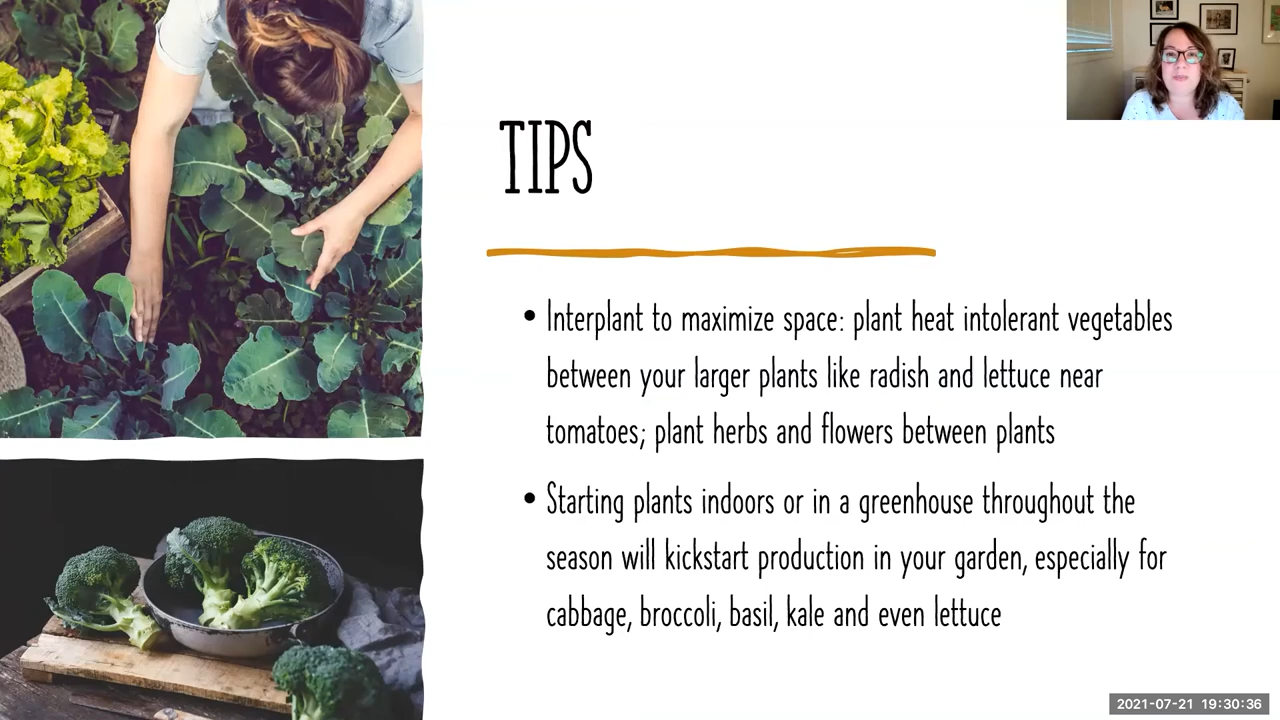 TIPS
• Interplant to maximize space: plant heat intolerant vegetables
between your larger plants like radish and lettuce near
tomatoes; plant herbs and flowers between plants
• Starting plants indoors or in a greenhouse throughout the
season will kickstart production in your garden, especially for
cabbage, broccoli, basil, kale and even lettuce
2021-07-21 19:30:36